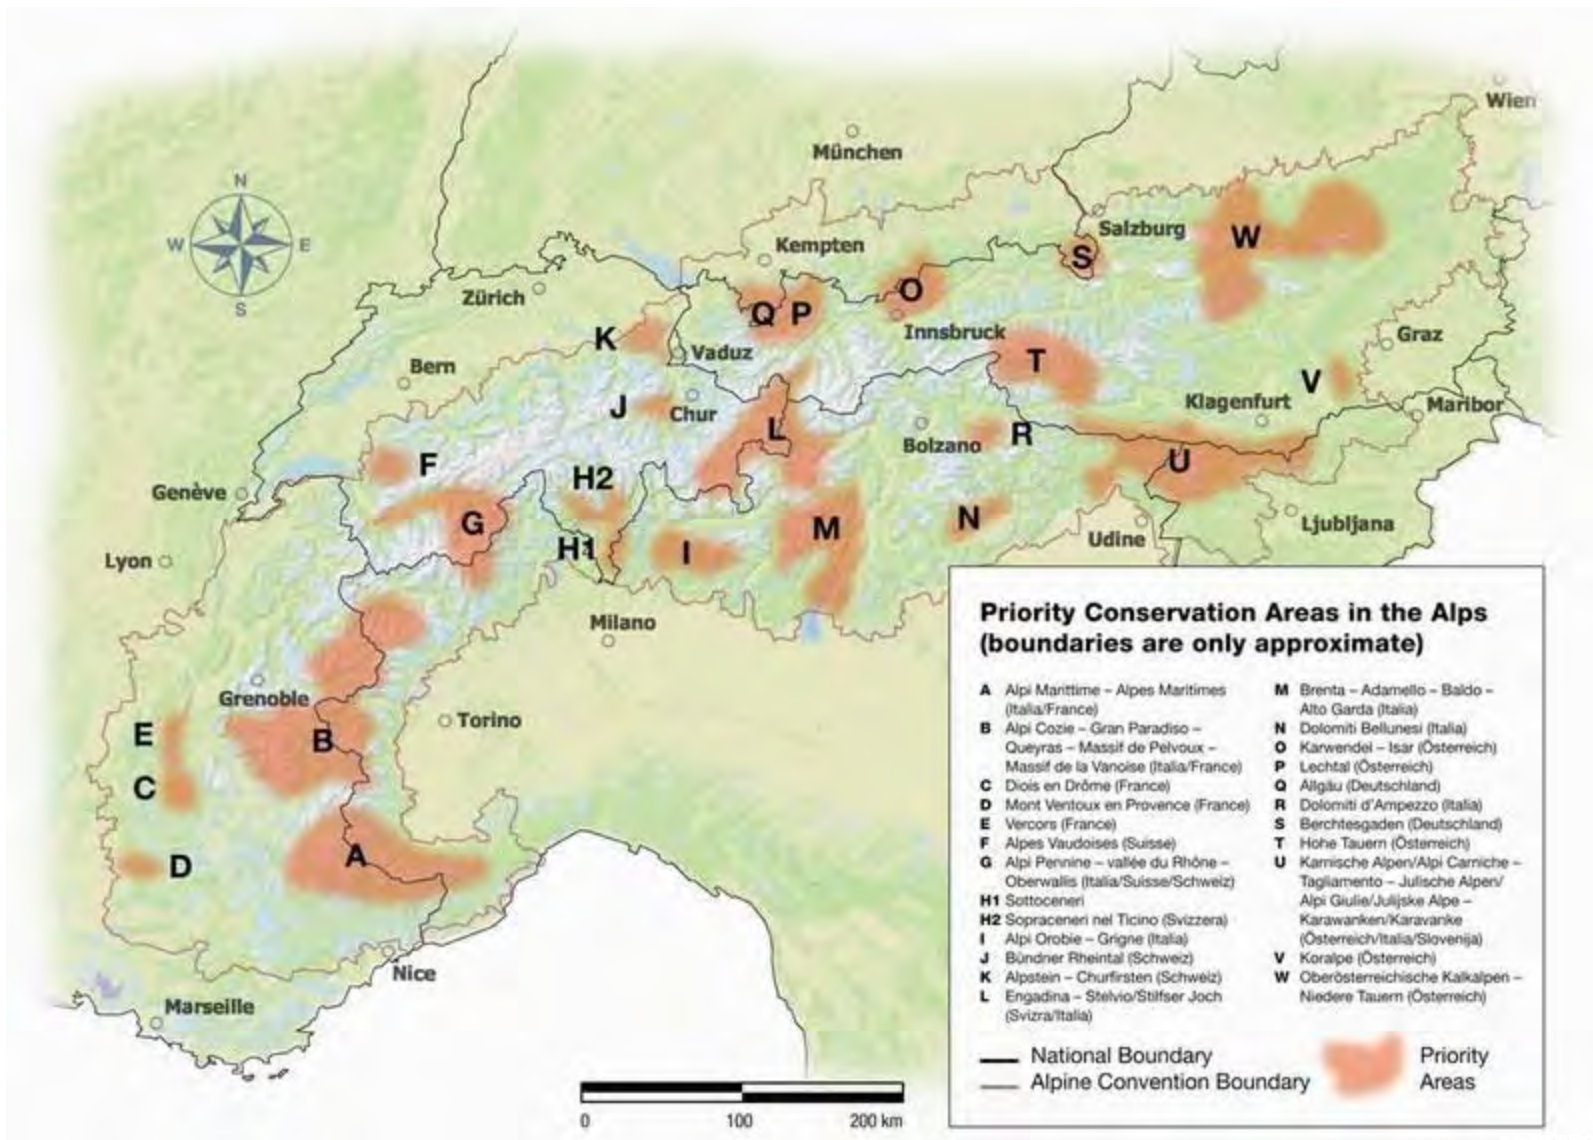 Wien
München
N
W
E
S
Salzburg
W
Kempten
S
Zürich
O
Q
P
K
Innsbruck
Graz
Vaduz
T
Bern
V
J
Chur
Klagenfurt
Maribor
L
R
Bolzano
F
U
H2
Genève
G
M
N
Ljubljana
Udine
H1
I
Lyon
Milano
Grenoble
Torino
E
B
C
A
D
Nice
Marseille
Priority Conservation Areas in the Alps
(boundaries are only approximate)
A Alpi Marittime – Alpes Maritimes
(Italia/France)
B Alpi Cozie – Gran Paradiso –
Queyras – Massif de Pelvoux –
Massif de la Vanoise (Italia/France)
C Diois en Drôme (France)
D Mont Ventoux en Provence (France)
E Vercors (France)
F Alpes Vaudoises (Suisse)
G Alpi Pennine – vallée du Rhône –
Oberwallis (Italia/Suisse/Schweiz)
H1 Sottoceneri
H2 Sopraceneri nel Ticino (Svizzera)
I Alpi Orobie – Grigne (Italia)
J Bündner Rheintal (Schweiz)
K Alpstein – Churfirsten (Schweiz)
L Engadina – Stelvio/Stilfser Joch
(Svizra/Italia)
M Brenta – Adamello – Baldo –
Alto Garda (Italia)
N Dolomiti Bellunesi (Italia)
O Karwendel – Isar (Österreich)
P Lechtal (Österreich)
Q Allgäu (Deutschland)
R Dolomiti d'Ampezzo (Italia)
S Berchtesgaden (Deutschland)
T Hohe Tauern (Österreich)
U Karnische Alpen/Alpi Carniche –
Tagliamento – Julische Alpen/
Alpi Giulie/Julijske Alpe –
Karawanken/Karavanke
(Österreich/Italia/Slovenija)
V Koralpe (Österreich)
W Oberösterreichische Kalkalpen –
Niedere Tauern (Österreich)
National Boundary
Alpine Convention Boundary
Priority
Areas
0 100 200 km